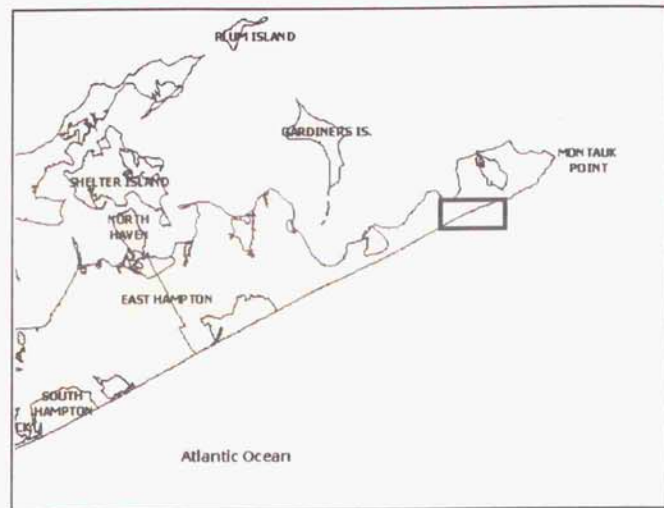 PLUM ISLAND
GARDINERS IS.
MONTAUK
POINT
SHELTER ISLAND
NORTH
HAVEN
EAST HAMPTON
SOUTH
HAMPTON
Atlantic Ocean